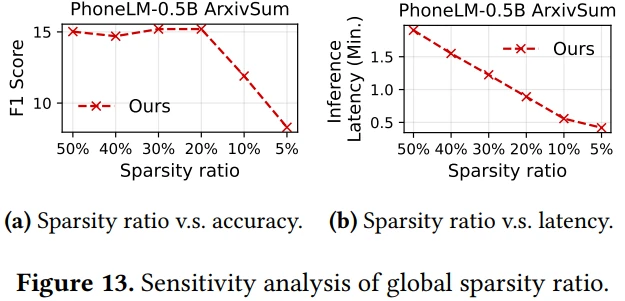 PhoneLM-0.5B ArxivSum
15
10
F1 Score
Ours
50% 40% 30% 20% 10% 5%
Sparsity ratio
PhoneLM-0.5B ArxivSum
Inference
Latency (Min.)
1.5
1.0
0.5
Ours
50% 40% 30% 20% 10% 5%
Sparsity ratio
(a) Sparsity ratio v.s. accuracy.
(b) Sparsity ratio v.s. latency.
Figure 13. Sensitivity analysis of global sparsity ratio.